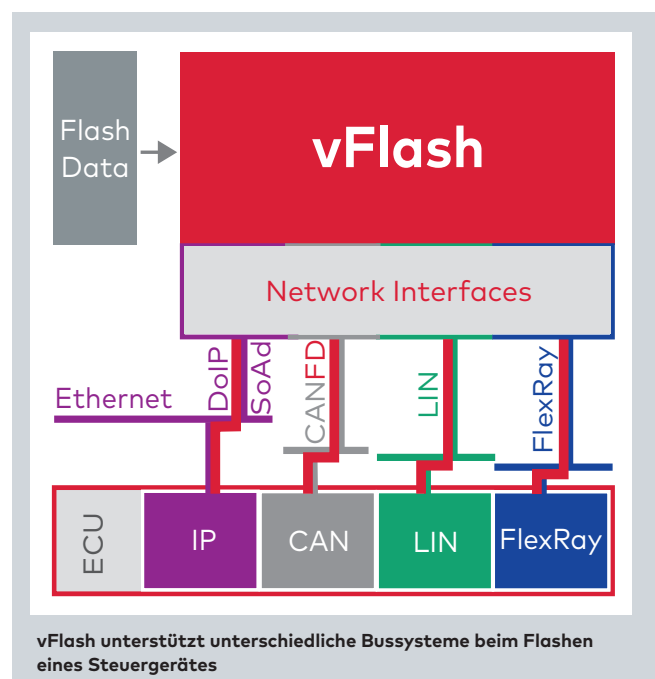 Flash
Data
vFlash
Network Interfaces
Ethernet
DoIP
SoAd
CANFD
LIN
FlexRay
ECU
IP
CAN
LIN
FlexRay
vFlash unterstützt unterschiedliche Bussysteme beim Flashen
eines Steuergerätes